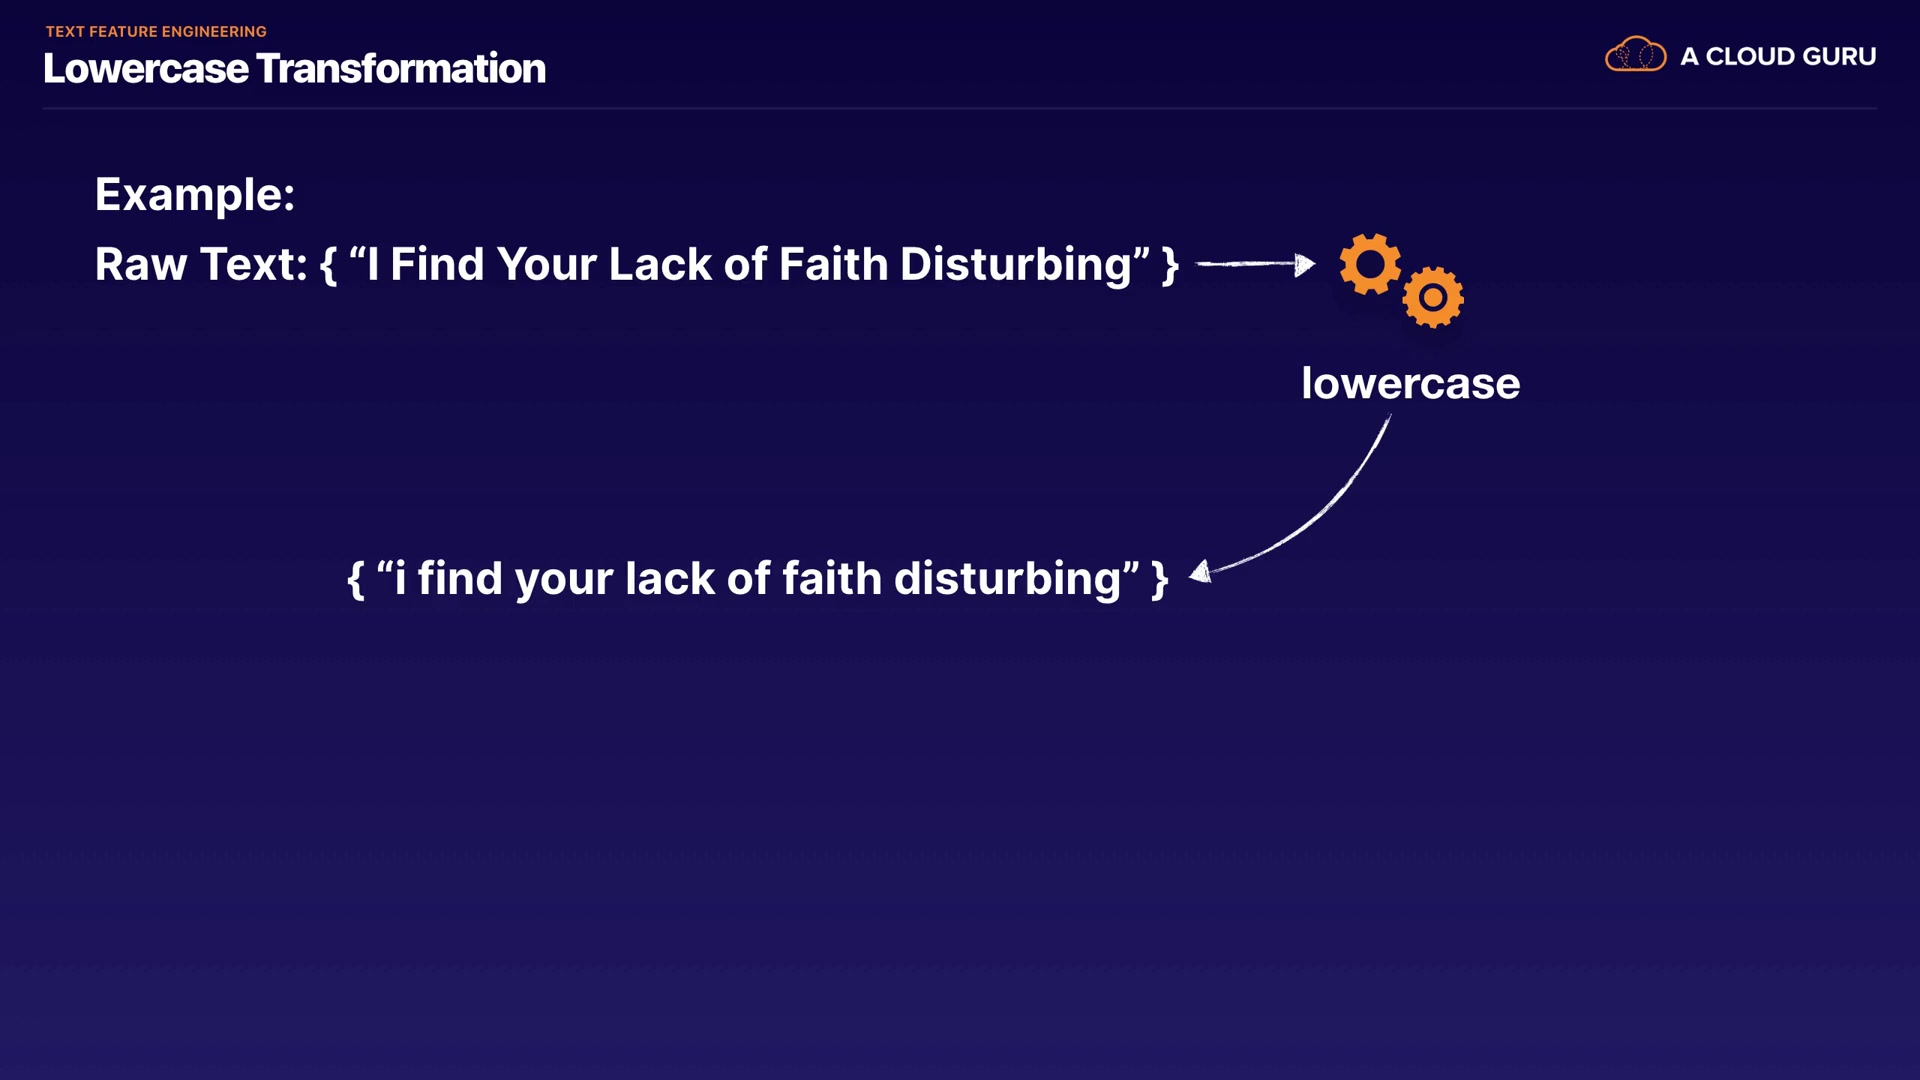 TEXT FEATURE ENGINEERING
Lowercase Transformation
A CLOUD GURU
Example:
Raw Text: { “I Find Your Lack of Faith Disturbing” }
lowercase
{ “i find your lack of faith disturbing” }